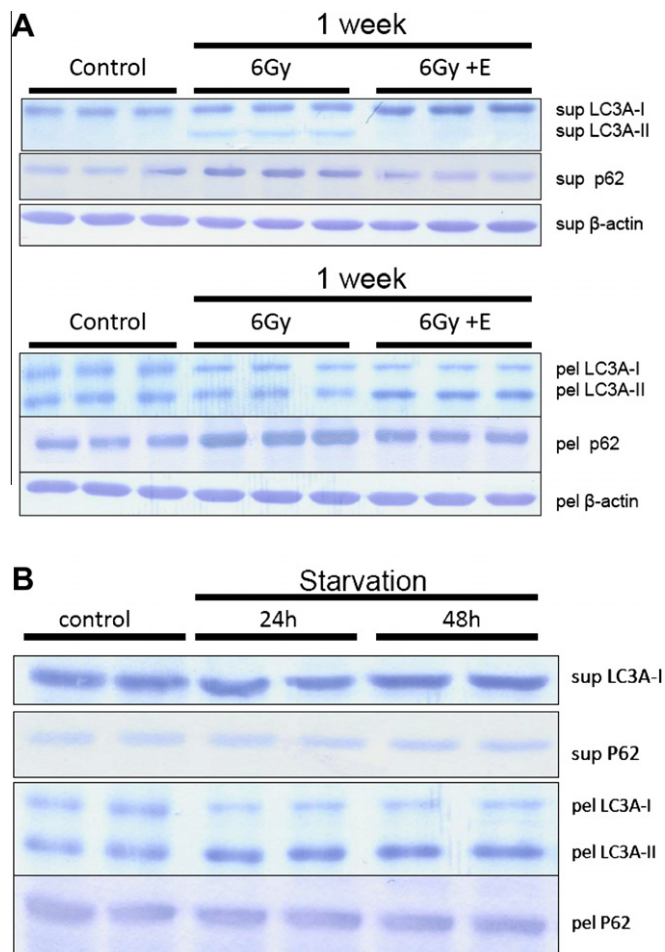 A
1 week
Control 6Gy 6Gy +E
sup LC3A-I
sup LC3A-II
sup p62
sup β-actin
1 week
Control 6Gy 6Gy +E
pel LC3A-I
pel LC3A-II
pel p62
pel β-actin
B
Starvation
control 24h 48h
sup LC3A-I
sup P62
pel LC3A-I
pel LC3A-II
pel P62